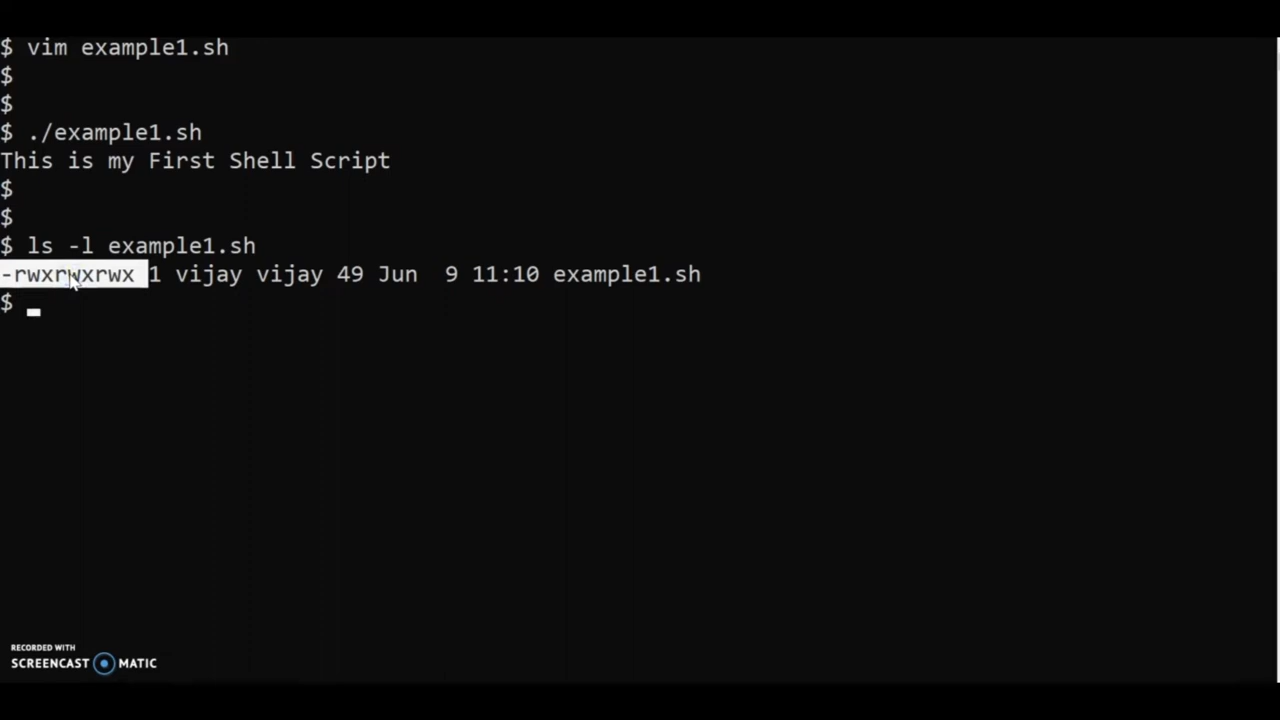 $ vim example1.sh
$
$
$ ./example1.sh
This is my First Shell Script
$
$
$ ls -l example1.sh
-rwxrwxrwx 1 vijay vijay 49 Jun  9 11:10 example1.sh
$
RECORDED WITH
SCREENCAST MATIC